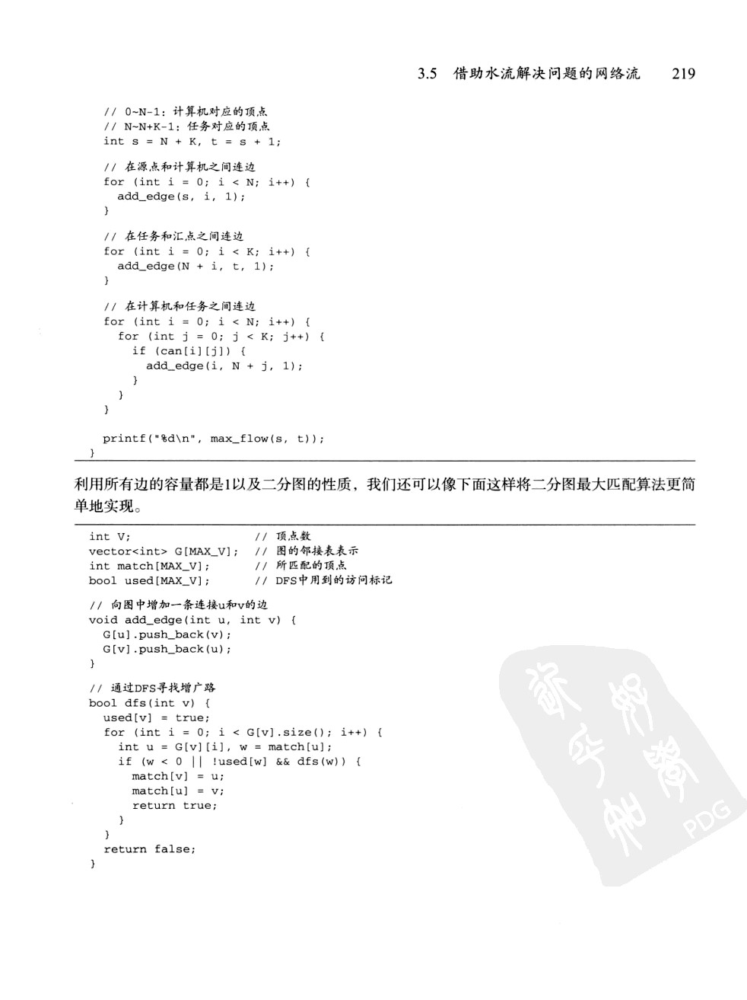 3.5 借助水流解决问题的网络流 219
// 0~N-1: 计算机对应的顶点
// N~N+K-1: 任务对应的顶点
int s = N + K, t = s + 1;
// 在源点和计算机之间连边
for (int i = 0; i < N; i++) {
add_edge(s, i, 1);
}
// 在任务和汇点之间连边
for (int i = 0; i < K; i++) {
add_edge(N + i, t, 1);
}
// 在计算机和任务之间连边
for (int i = 0; i < N; i++) {
for (int j = 0; j < K; j++) {
if (can[i][j]) {
add_edge(i, N + j, 1);
}
}
}
printf("%d\n", max_flow(s, t));
}
利用所有边的容量都是1以及二分图的性质，我们还可以像下面这样将二分图最大匹配算法更简
单地实现。
int V; // 顶点数
vector<int> G[MAX_V]; // 图的邻接表表示
int match[MAX_V]; // 所匹配的顶点
bool used[MAX_V]; // DFS中用到的访问标记
// 向图中增加一条连接u和v的边
void add_edge(int u, int v) {
G[u].push_back(v);
G[v].push_back(u);
}
// 通过DFS寻找增广路
bool dfs(int v) {
used[v] = true;
for (int i = 0; i < G[v].size(); i++) {
int u = G[v][i], w = match[u];
if (w < 0 || !used[w] && dfs(w)) {
match[v] = u;
match[u] = v;
return true;
}
}
return false;
}
PDG